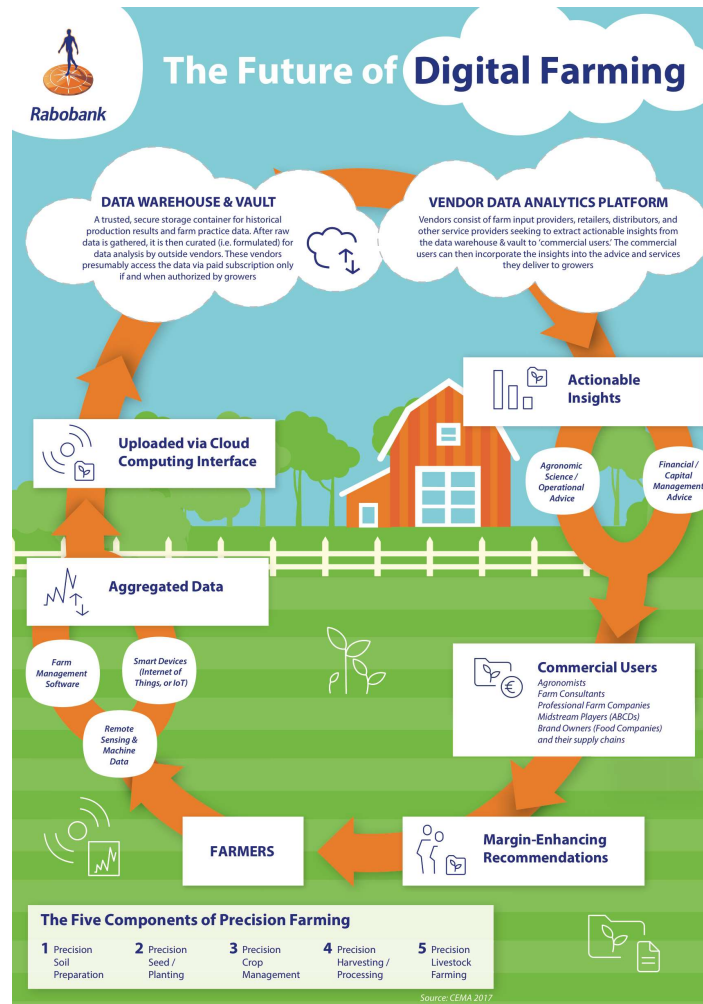 The Future of Digital Farming
Rabobank
DATA WAREHOUSE & VAULT
A trusted, secure storage container for historical
production results and farm practice data. After raw
data is gathered, it is then curated (i.e. formulated) for
data analysis by outside vendors. These vendors
presumably access the data via paid subscription only
if and when authorized by growers
VENDOR DATA ANALYTICS PLATFORM
Vendors consist of farm input providers, retailers, distributors, and
other service providers seeking to extract actionable insights from
the data warehouse & vault to ‘commercial users.’ The commercial
users can then incorporate the insights into the advice and services
they deliver to growers
Actionable
Insights
Agronomic
Science /
Operational
Advice
Financial /
Capital
Management
Advice
Uploaded via Cloud
Computing Interface
Aggregated Data
Farm
Management
Software
Smart Devices
(Internet of
Things, or IoT)
Remote
Sensing &
Machine
Data
Commercial Users
Agronomists
Farm Consultants
Professional Farm Companies
Midstream Players (ABCDs)
Brand Owners (Food Companies)
and their supply chains
€
FARMERS
Margin-Enhancing
Recommendations
The Five Components of Precision Farming
1 Precision
Soil
Preparation
2 Precision
Seed /
Planting
3 Precision
Crop
Management
4 Precision
Harvesting /
Processing
5 Precision
Livestock
Farming
Source: CEMA 2017